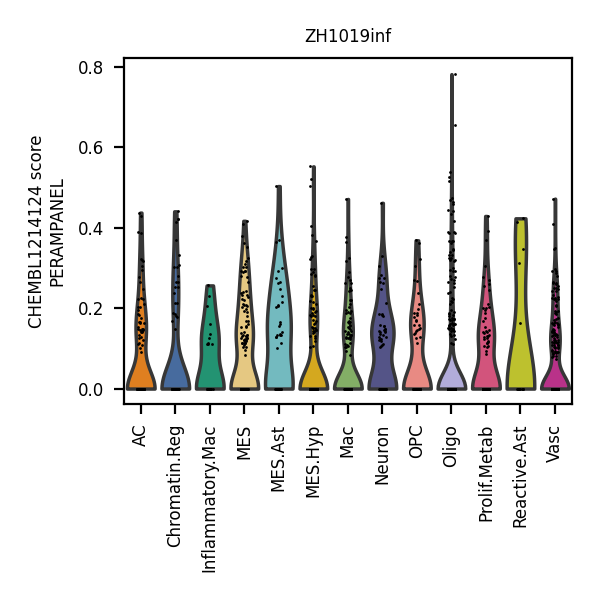 ZH1019inf
CHEMBL1214124 score
PERAMPANEL
0.8
0.6
0.4
0.2
0.0
AC
Chromatin.Reg
Inflammatory.Mac
MES
MES.Ast
MES.Hyp
Mac
Neuron
OPC
Oligo
Prolif.Metab
Reactive.Ast
Vasc